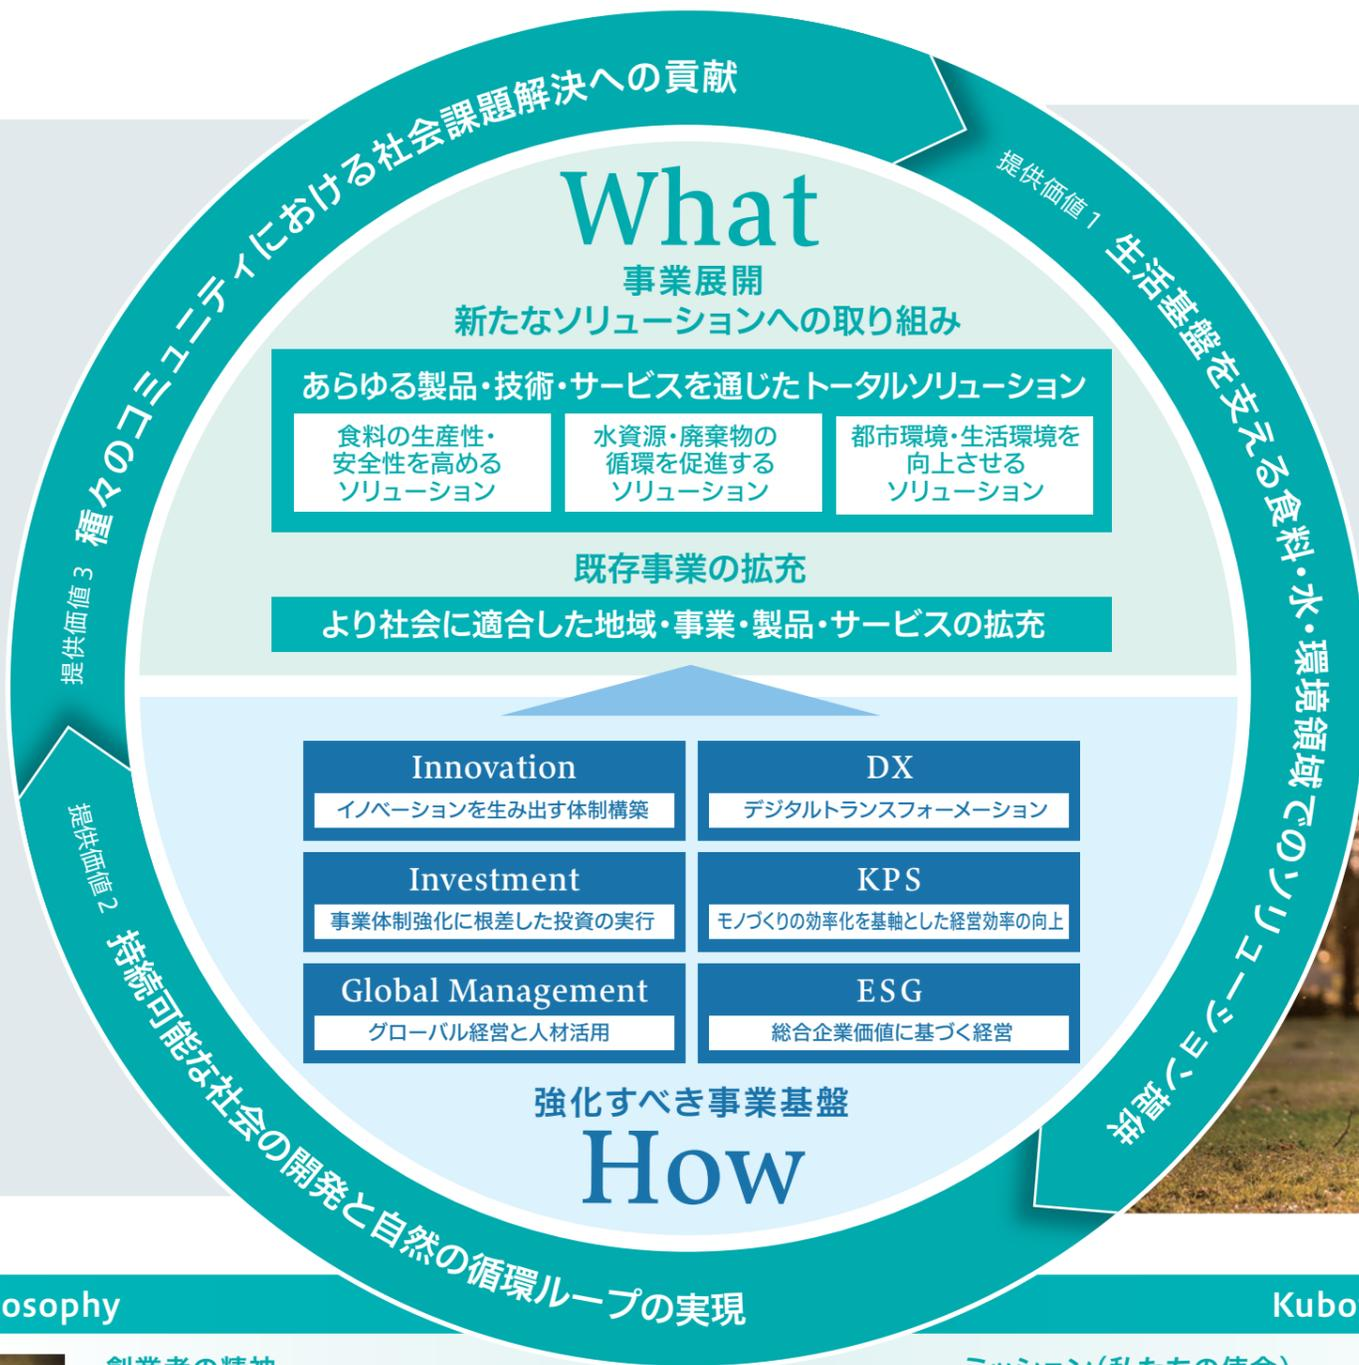 種々のコミュニティにおける社会課題解決への貢献
提供価値3
提供価値1
生活基盤を支える食料・水・環境領域でのソリューション提供
What
事業展開
新たなソリューションへの取り組み
あらゆる製品・技術・サービスを通じたトータルソリューション
食料の生産性・
安全性を高める
ソリューション
水資源・廃棄物の
循環を促進する
ソリューション
都市環境・生活環境を
向上させる
ソリューション
既存事業の拡充
より社会に適合した地域・事業・製品・サービスの拡充
Innovation
イノベーションを生み出す体制構築
DX
デジタルトランスフォーメーション
Investment
事業体制強化に根差した投資の実行
KPS
モノづくりの効率化を基軸とした経営効率の向上
Global Management
グローバル経営と人材活用
ESG
総合企業価値に基づく経営
強化すべき事業基盤
How
提供価値2
持続可能な社会の開発と自然の循環ループの実現
osophy
Kubo
創業者の精神
ミッション(私たちの使命)